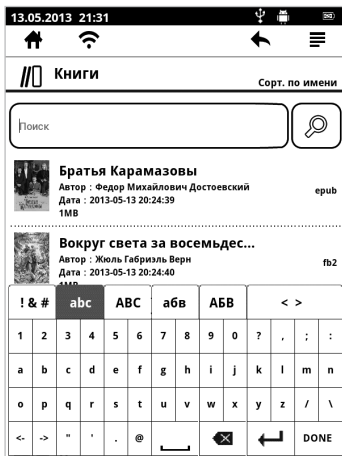 13.05.2013 21:31
Книги
Сорт. по имени
Поиск
Братья Карамазовы
Автор : Федор Михайлович Достоевский
epub
Дата : 2013-05-13 20:24:39
1MB
Вокруг света за восемьдес...
Автор : Жюль Габриэль Верн
fb2
Дата : 2013-05-13 20:24:40
1MB
! & # abc ABC абв АБВ < >
1 2 3 4 5 6 7 8 9 0 ? , ; :
a b c d e f g h i j k l m n
o p q r s t u v w x y z / \
<- -> " ' . @ DONE